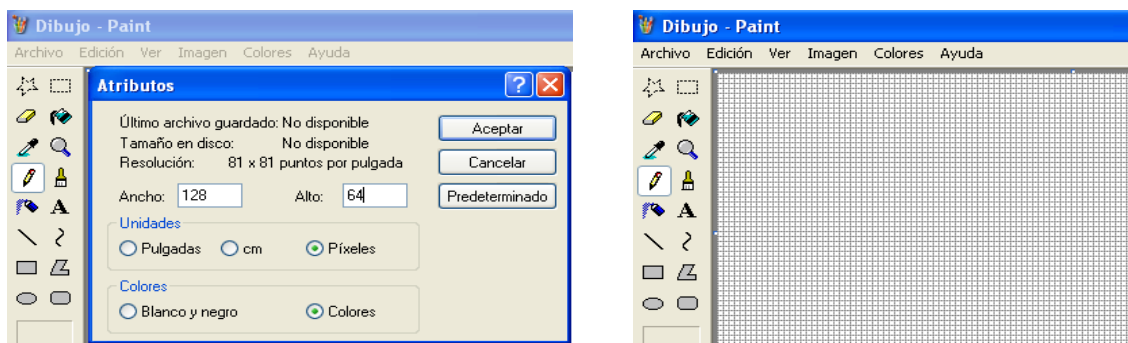 Dibujo - Paint
Archivo Edición Ver Imagen Colores Ayuda
Atributos
Último archivo guardado: No disponible
Tamaño en disco: No disponible
Resolución: 81 x 81 puntos por pulgada
Ancho: 128 Alto: 64
Unidades
Pulgadas cm Píxeles
Colores
Blanco y negro Colores
Aceptar
Cancelar
Predeterminado
A
Dibujo - Paint
Archivo Edición Ver Imagen Colores Ayuda
A